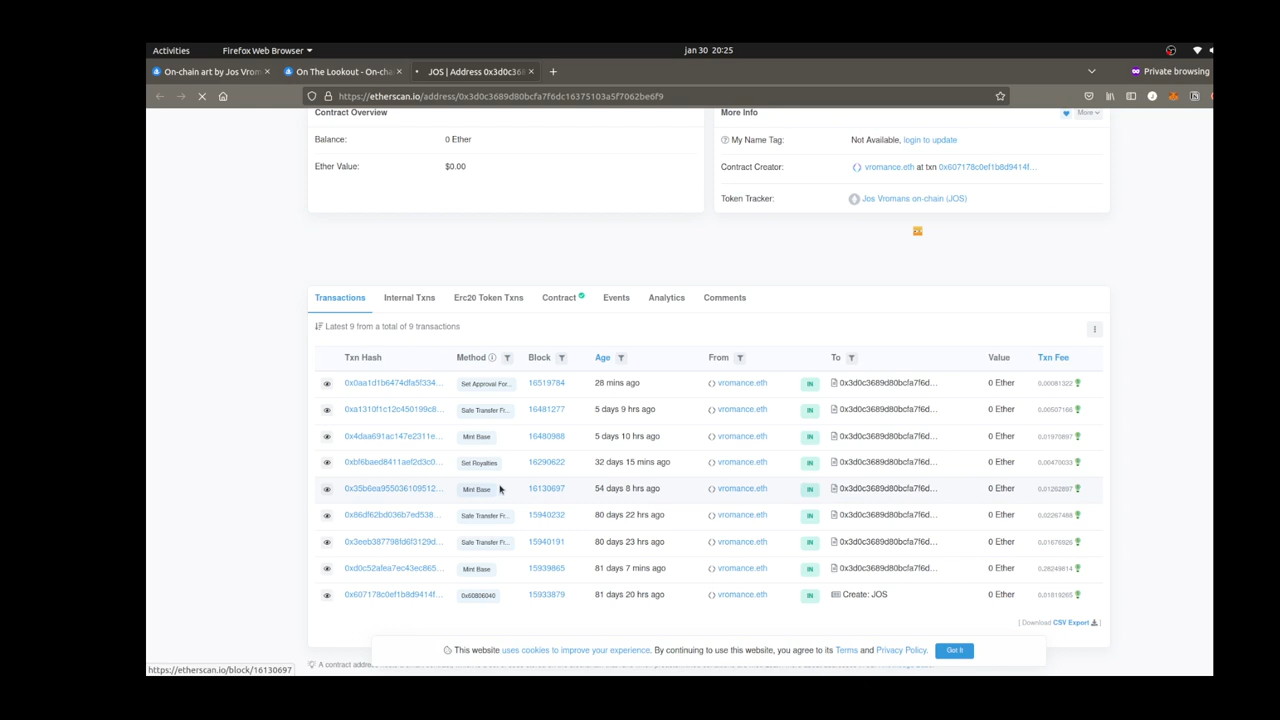 Activities Firefox Web Browser jan 30 20:25
On-chain art by Jos Vrom On The Lookout - On-cha JOS | Address 0x3d0c368 Private browsing
https://etherscan.io/address/0x3d0c3689d80bcfa7f6dc16375103a5f7062be6f9
Contract Overview More Info More
Balance: 0 Ether My Name Tag: Not Available, login to update
Ether Value: $0.00 Contract Creator: vromance.eth at txn 0x607178c0ef1b8d9414f...
Token Tracker: Jos Vromans on-chain (JOS)
Transactions Internal Txns Erc20 Token Txns Contract Events Analytics Comments
Latest 9 from a total of 9 transactions
Txn Hash Method Block Age From To Value Txn Fee
0x0aa1d1b6474dfa5f334... Set Approval For... 16519784 28 mins ago vromance.eth IN 0x3d0c3689d80bcfa7f6d... 0 Ether 0.00081322
0xa1310f1c12c450199c8... Safe Transfer Fr... 16481277 5 days 9 hrs ago vromance.eth IN 0x3d0c3689d80bcfa7f6d... 0 Ether 0.00507166
0x4daa691ac147e2311e... Mint Base 16480988 5 days 10 hrs ago vromance.eth IN 0x3d0c3689d80bcfa7f6d... 0 Ether 0.01970897
0xbf6baed8411aef2d3c0... Set Royalties 16290622 32 days 15 mins ago vromance.eth IN 0x3d0c3689d80bcfa7f6d... 0 Ether 0.00470033
0x35b6ea955036109512... Mint Base 16130697 54 days 8 hrs ago vromance.eth IN 0x3d0c3689d80bcfa7f6d... 0 Ether 0.01262897
0x86df62bd036b7ed538... Safe Transfer Fr... 15940232 80 days 22 hrs ago vromance.eth IN 0x3d0c3689d80bcfa7f6d... 0 Ether 0.02267488
0x3eeb387798fd6f3129d... Safe Transfer Fr... 15940191 80 days 23 hrs ago vromance.eth IN 0x3d0c3689d80bcfa7f6d... 0 Ether 0.01676926
0xd0c52afea7ec43ec865... Mint Base 15939865 81 days 7 mins ago vromance.eth IN 0x3d0c3689d80bcfa7f6d... 0 Ether 0.28249814
0x607178c0ef1b8d9414f... 0x60806040 15933879 81 days 20 hrs ago vromance.eth IN Create: JOS 0 Ether 0.01819265
[ Download CSV Export ]
This website uses cookies to improve your experience. By continuing to use this website, you agree to its Terms and Privacy Policy. Got It
https://etherscan.io/block/16130697